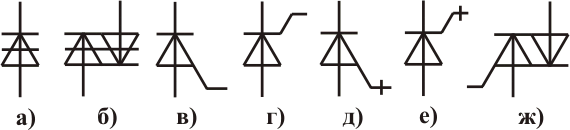 а) б) в) г) д) е) ж)